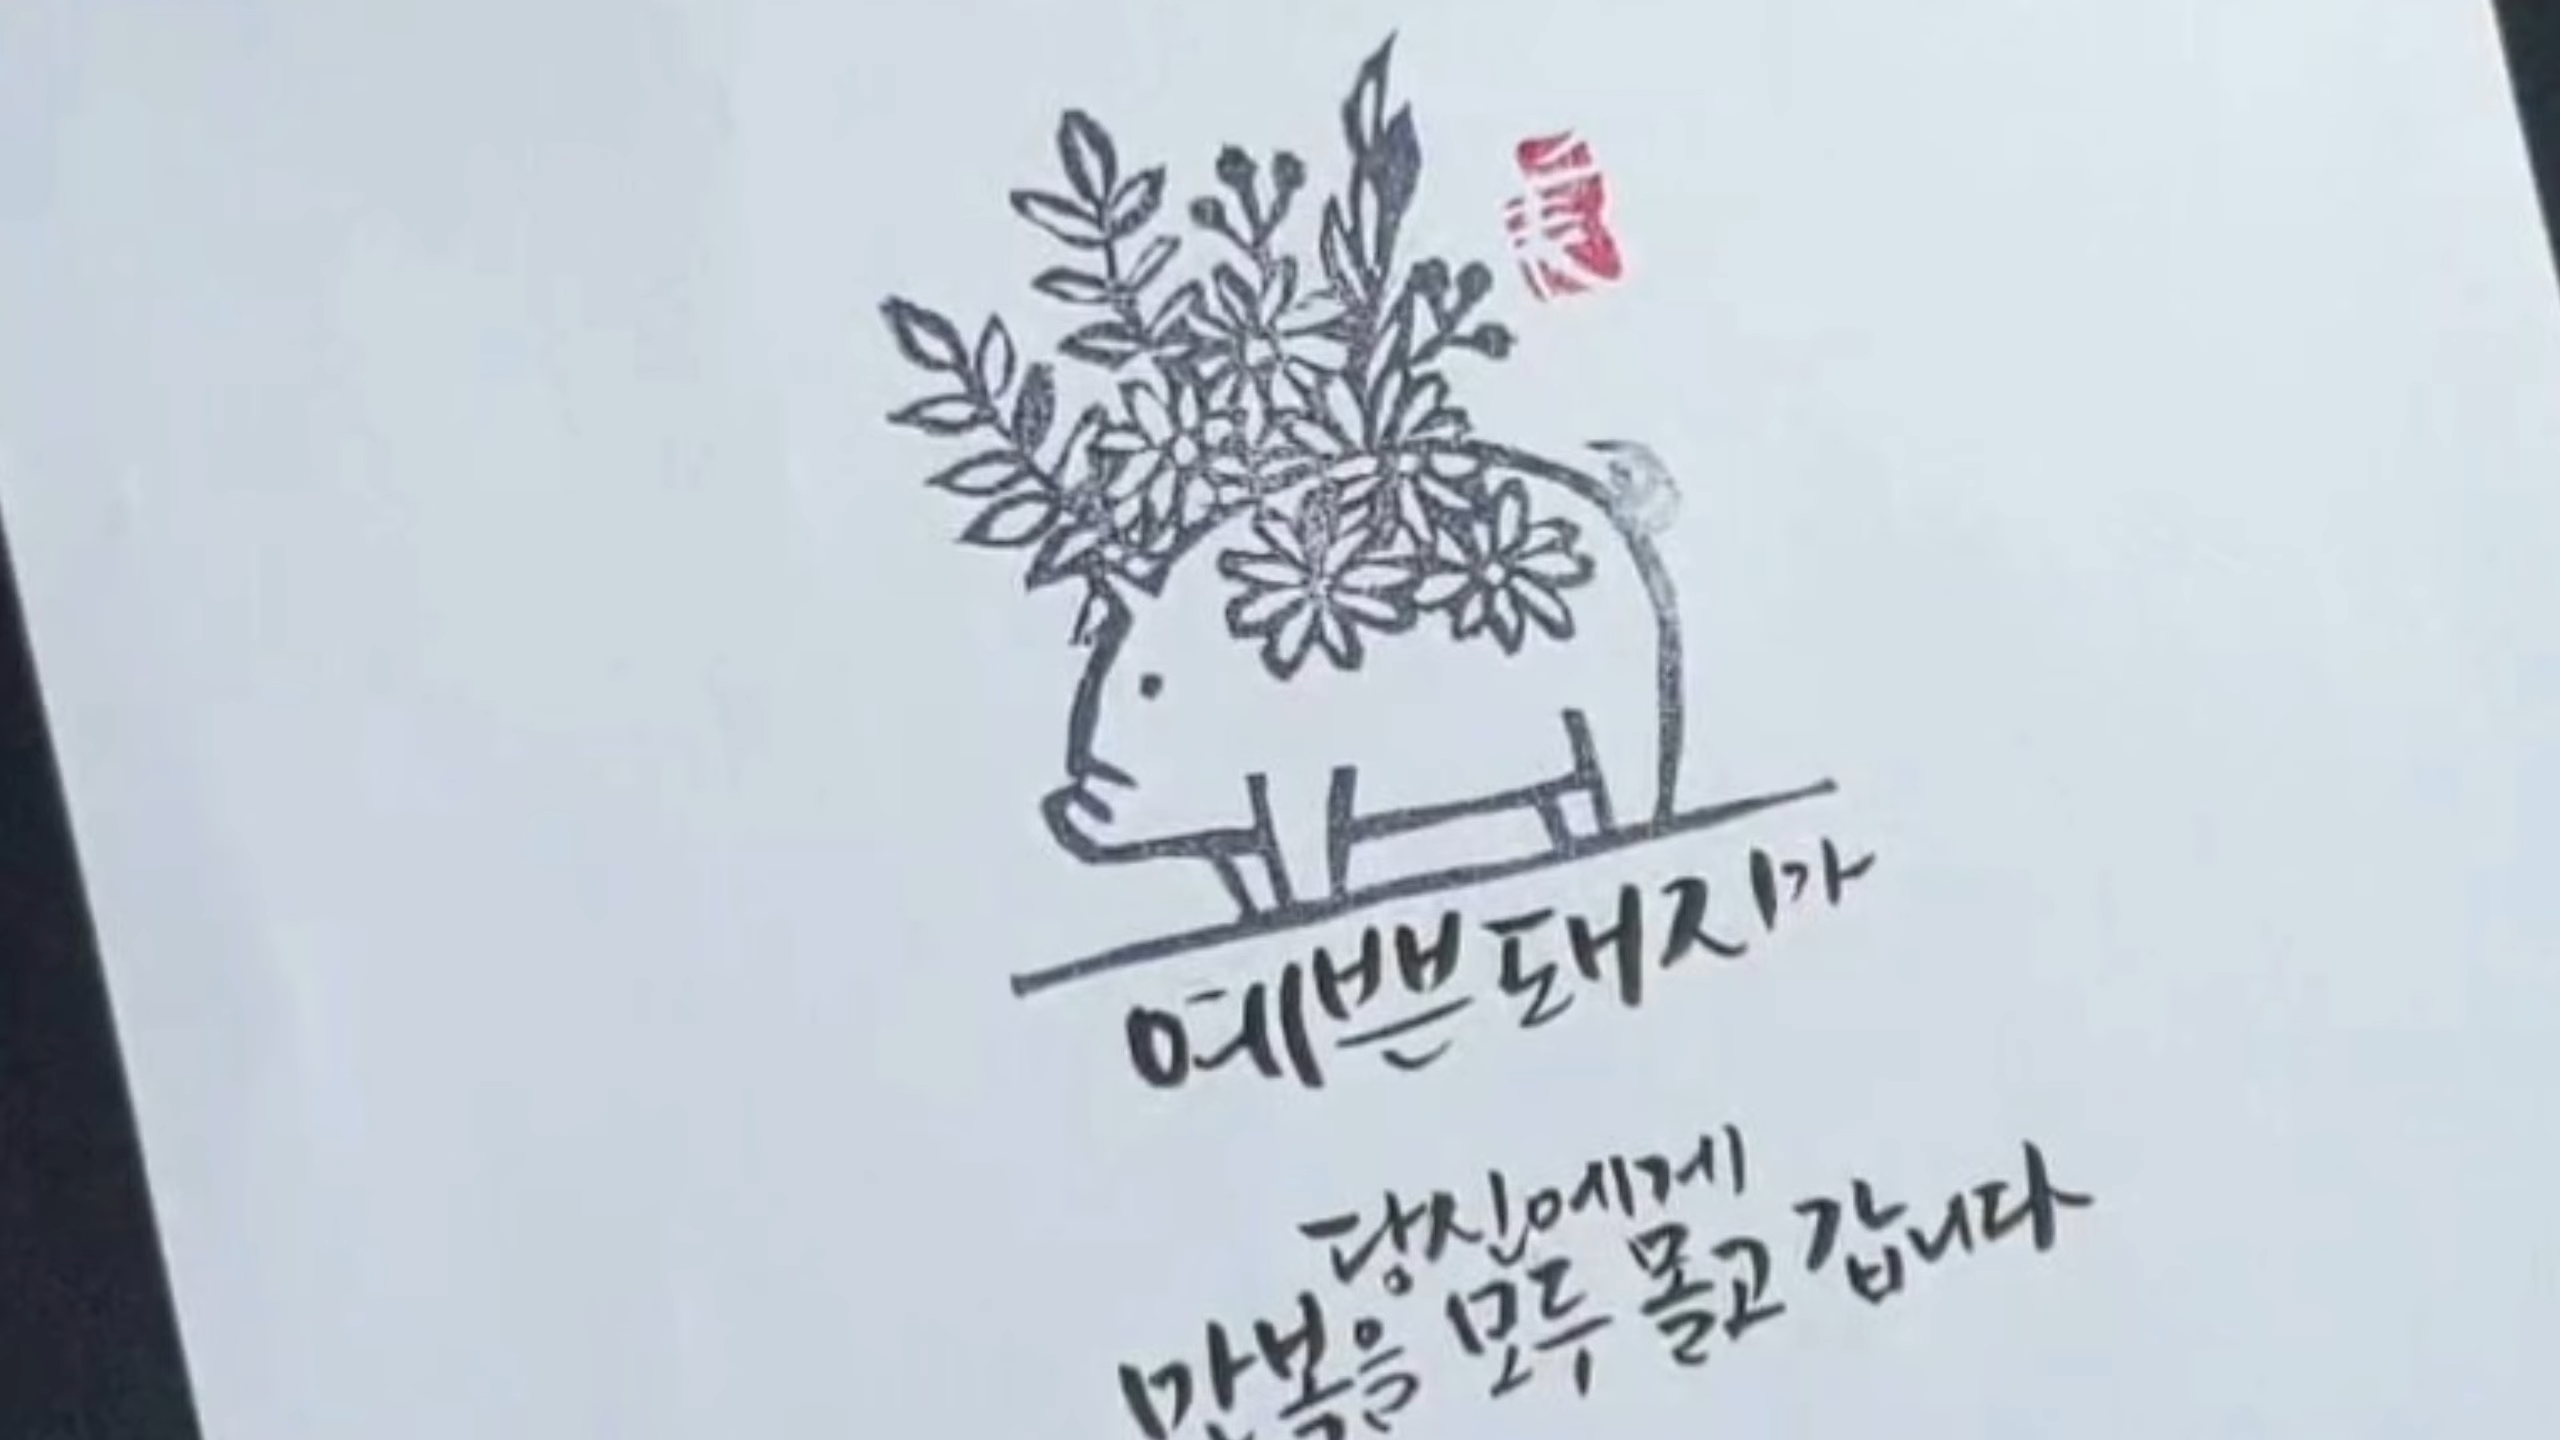 예쁜 돼지가
당신에게
만복을 모두 몰고 갑니다